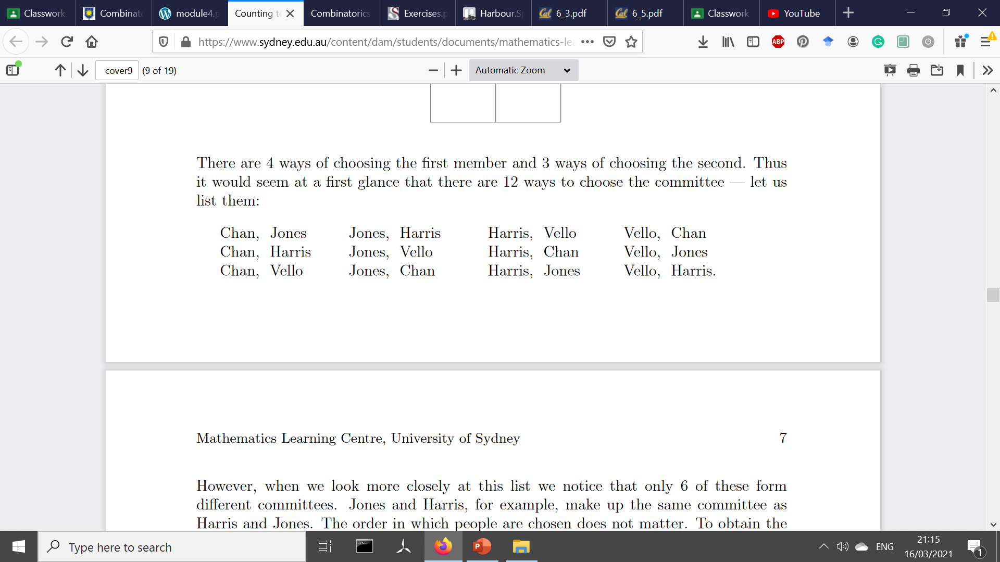 Classwork
Combinat
module4.p
Counting te
Combinatorics
Exercises.p
Harbour.S
6_3.pdf
6_5.pdf
Classwork
YouTube
https://www.sydney.edu.au/content/dam/students/documents/mathematics-lea
ABP
cover9
(9 of 19)
Automatic Zoom
There are 4 ways of choosing the first member and 3 ways of choosing the second. Thus
it would seem at a first glance that there are 12 ways to choose the committee — let us
list them:
Chan, Jones Jones, Harris Harris, Vello Vello, Chan
Chan, Harris Jones, Vello Harris, Chan Vello, Jones
Chan, Vello Jones, Chan Harris, Jones Vello, Harris.
Mathematics Learning Centre, University of Sydney 7
However, when we look more closely at this list we notice that only 6 of these form
different committees. Jones and Harris, for example, make up the same committee as
Harris and Jones. The order in which people are chosen does not matter. To obtain the
Type here to search
ENG
21:15
16/03/2021
1